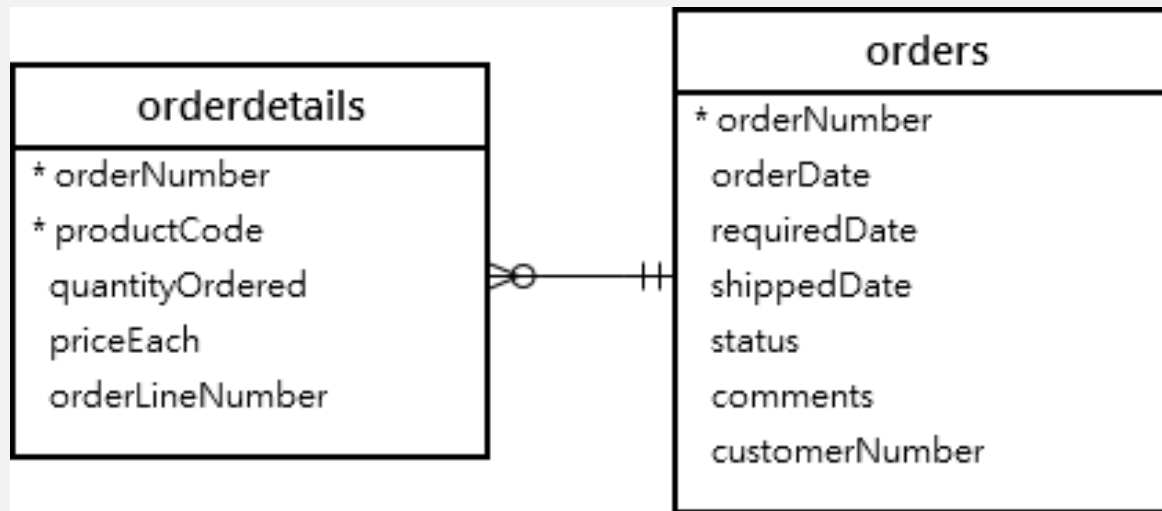 orderdetails
* orderNumber
* productCode
quantityOrdered
priceEach
orderLineNumber
orders
* orderNumber
orderDate
requiredDate
shippedDate
status
comments
customerNumber